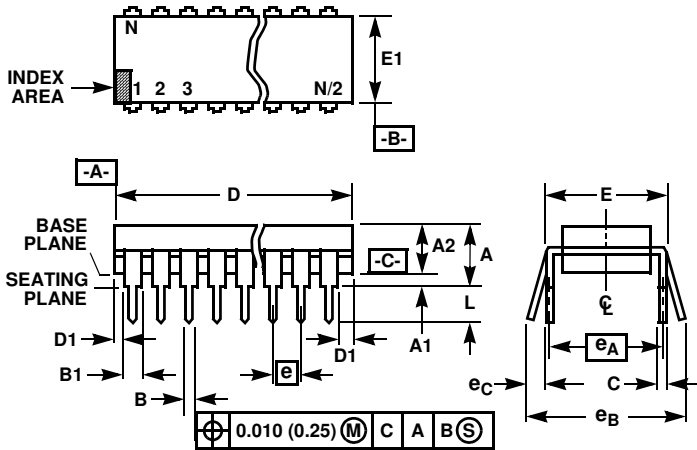 N
E1
INDEX
AREA
1 2 3 N/2
-B-
-A-
D
E
BASE
PLANE
A2
A
-C-
SEATING
PLANE
L
C
L
D1
A1
D1
eA
B1
e
eC
C
B
eB
0.010 (0.25) M C A B S